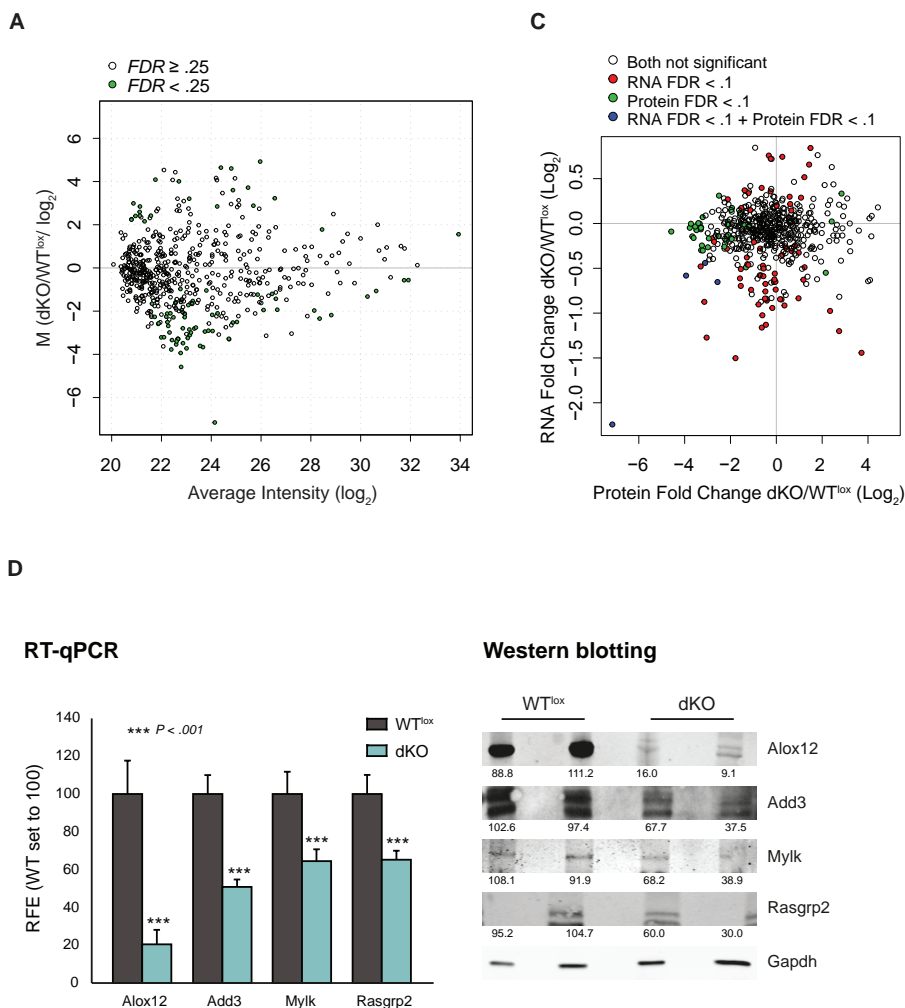 A
FDR ≥ .25
FDR < .25
M (dKO/WTlox/ log2)
6
4
2
0
−2
−4
−6
20 22 24 26 28 30 32 34
Average Intensity (log2)
C
Both not significant
RNA FDR < .1
Protein FDR < .1
RNA FDR < .1 + Protein FDR < .1
RNA Fold Change dKO/WTlox (Log2)
0.5
0.0
−0.5
−1.0
−1.5
−2.0
−6 −4 −2 0 2 4
Protein Fold Change dKO/WTlox (Log2)
D
RT-qPCR
RFE (WT set to 100)
140
120
100
80
60
40
20
0
*** P < .001
WTlox
dKO
*** *** *** ***
Alox12 Add3 Mylk Rasgrp2
Western blotting
WTlox dKO
Alox12
88.8 111.2 16.0 9.1
Add3
102.6 97.4 67.7 37.5
Mylk
108.1 91.9 68.2 38.9
Rasgrp2
95.2 104.7 60.0 30.0
Gapdh